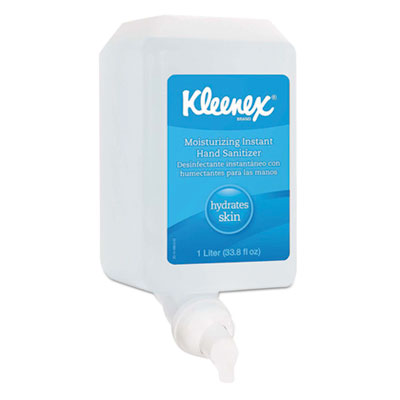 Kleenex®
BRAND
Moisturizing Instant
Hand Sanitizer
Desinfectante instantáneo con
humectantes para las manos
hydrates
skin
1 Liter (33.8 fl oz)